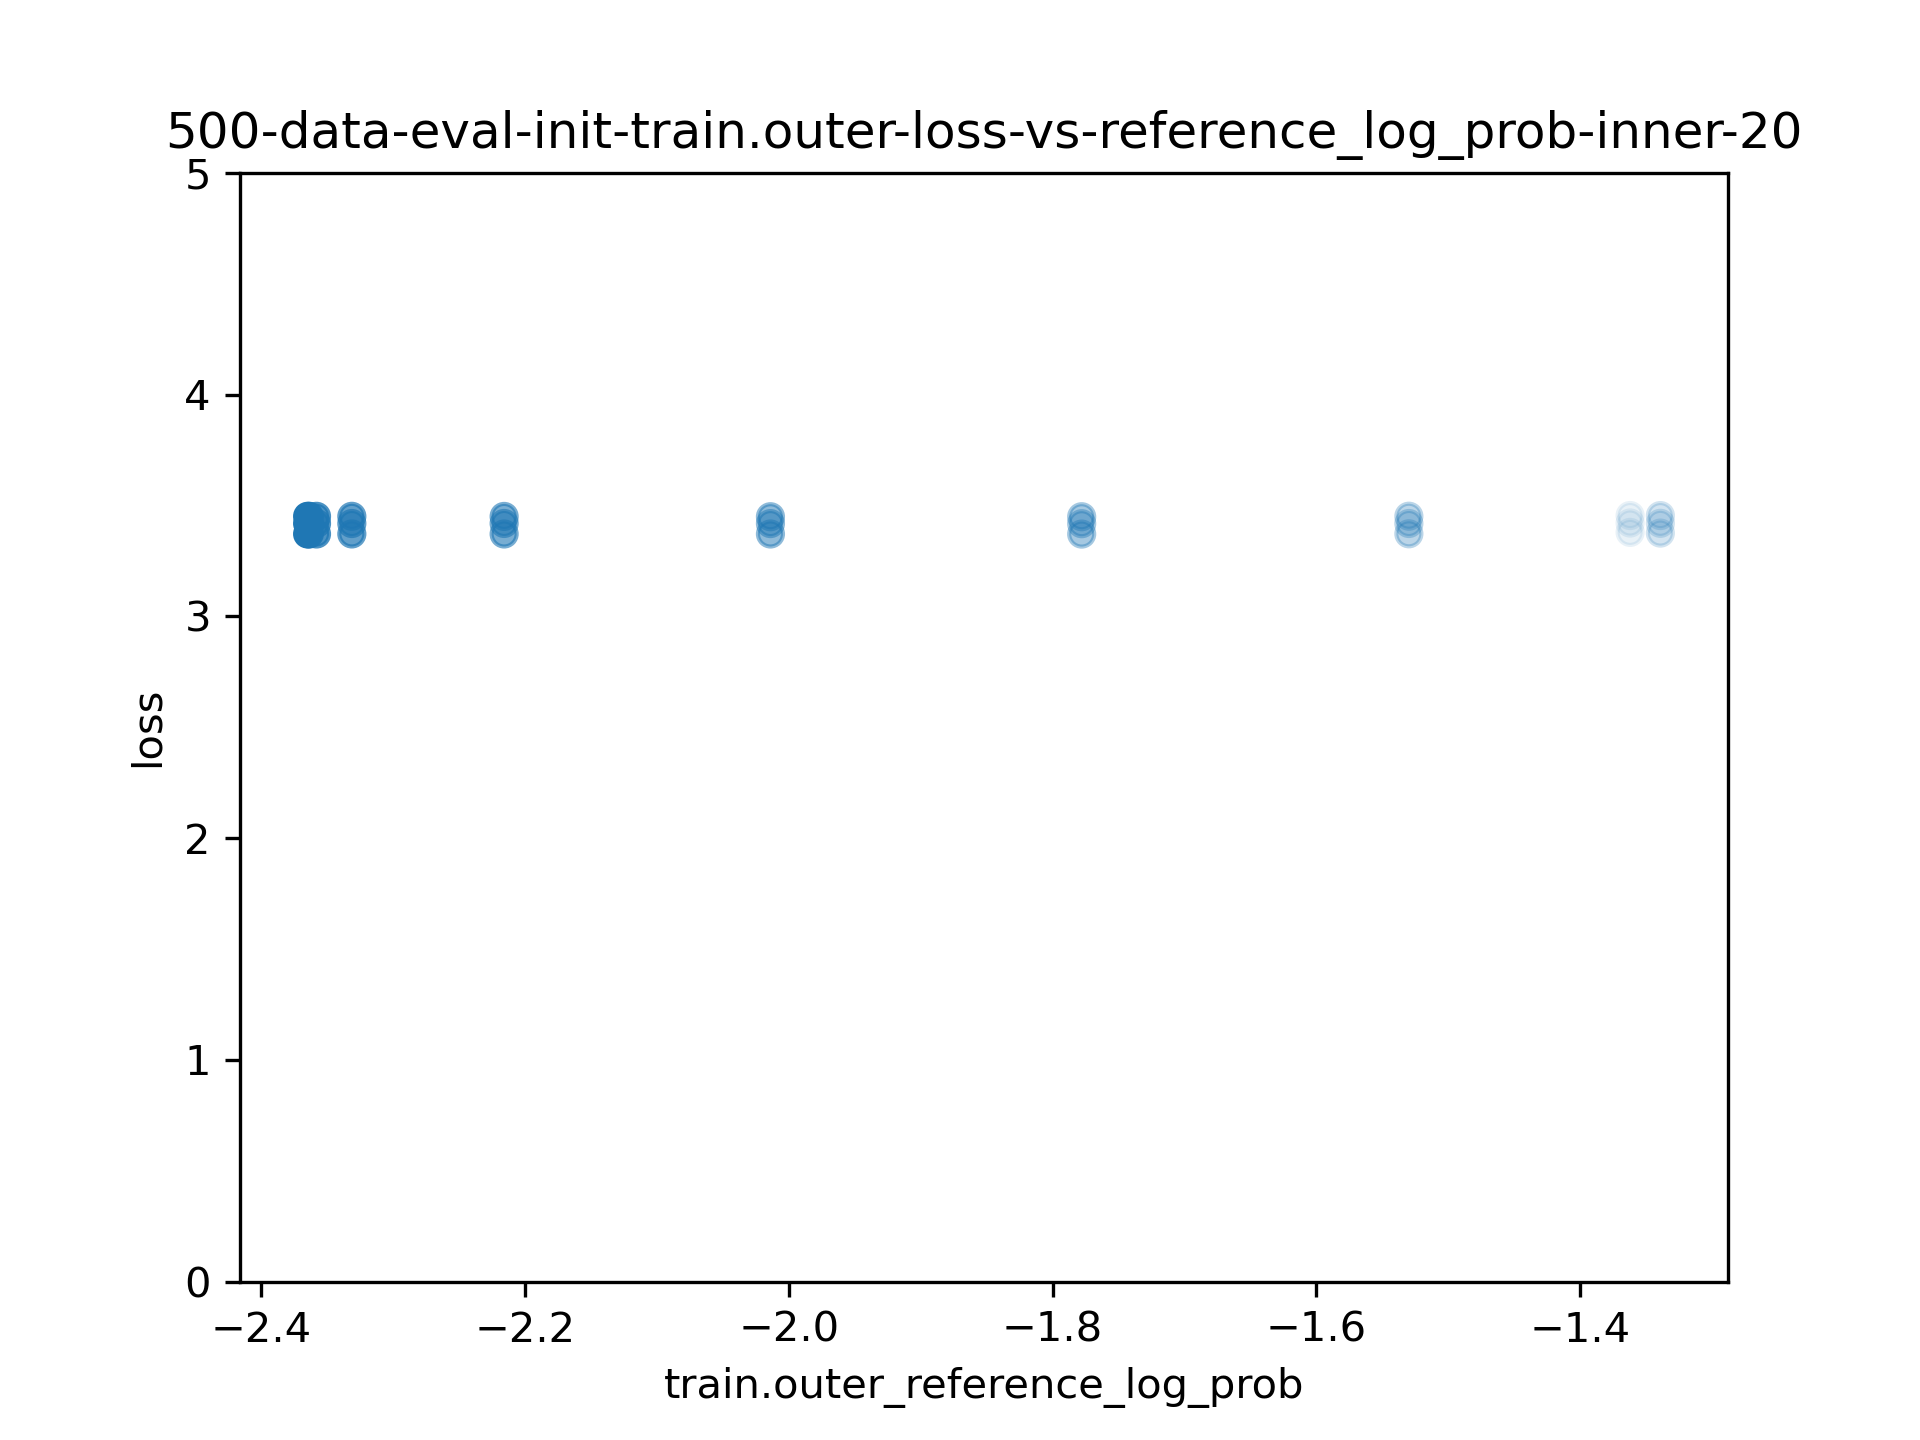 500-data-eval-init-train.outer-loss-vs-reference_log_prob-inner-20
5
4
3
2
1
0
loss
−2.4 −2.2 −2.0 −1.8 −1.6 −1.4
train.outer_reference_log_prob